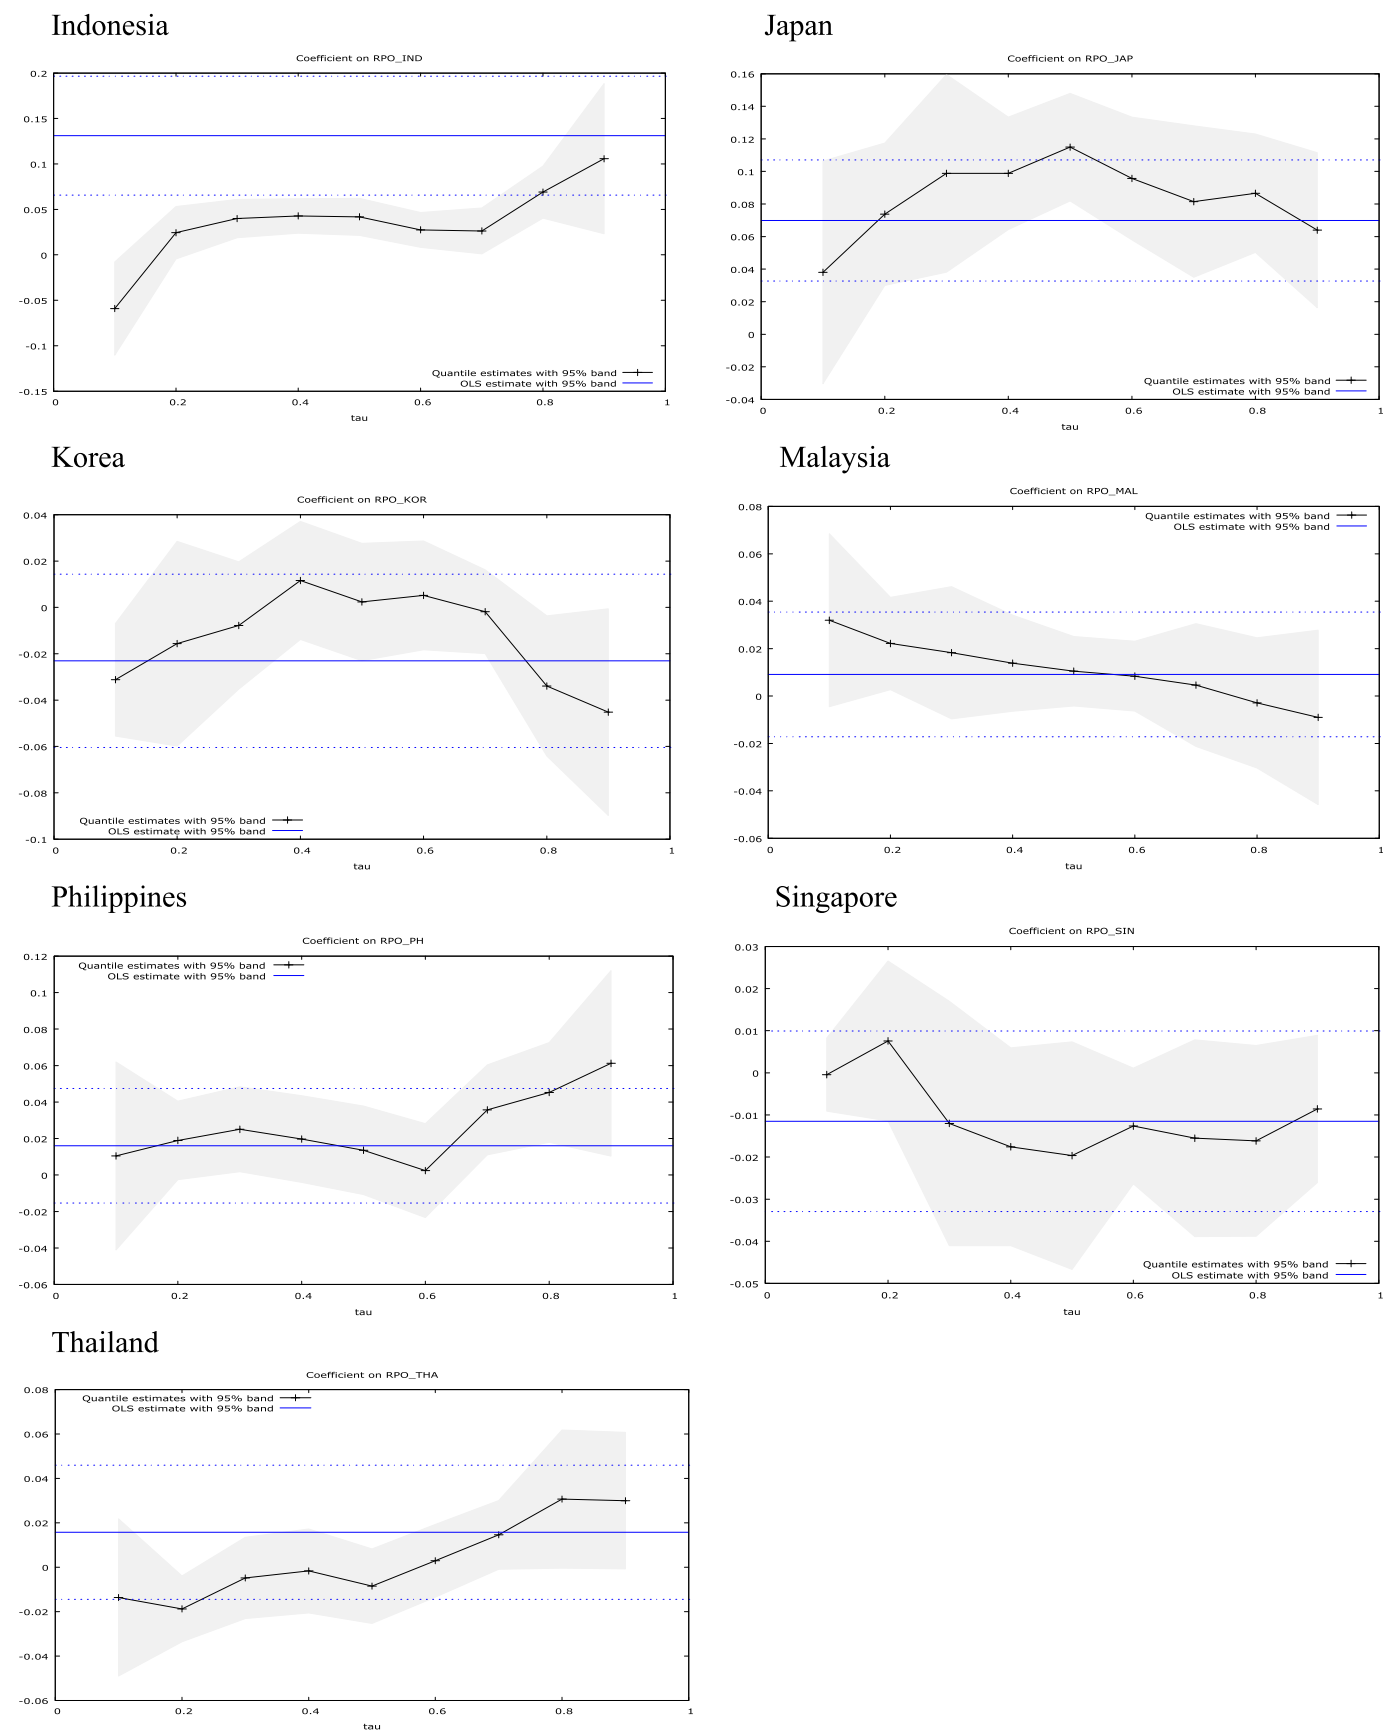 Indonesia
Coefficient on RPO_IND
0.2
0.15
0.1
0.05
0
-0.05
-0.1
-0.15
Quantile estimates with 95% band
OLS estimate with 95% band
0 0.2 0.4 0.6 0.8 1
tau
Japan
Coefficient on RPO_JAP
0.16
0.14
0.12
0.1
0.08
0.06
0.04
0.02
0
-0.02
-0.04
Quantile estimates with 95% band
OLS estimate with 95% band
0 0.2 0.4 0.6 0.8 1
tau
Korea
Coefficient on RPO_KOR
0.04
0.02
0
-0.02
-0.04
-0.06
-0.08
-0.1
Quantile estimates with 95% band
OLS estimate with 95% band
0 0.2 0.4 0.6 0.8 1
tau
Malaysia
Coefficient on RPO_MAL
0.08
0.06
0.04
0.02
0
-0.02
-0.04
-0.06
Quantile estimates with 95% band
OLS estimate with 95% band
0 0.2 0.4 0.6 0.8 1
tau
Philippines
Coefficient on RPO_PH
0.12
0.1
0.08
0.06
0.04
0.02
0
-0.02
-0.04
-0.06
Quantile estimates with 95% band
OLS estimate with 95% band
0 0.2 0.4 0.6 0.8 1
tau
Singapore
Coefficient on RPO_SIN
0.03
0.02
0.01
0
-0.01
-0.02
-0.03
-0.04
-0.05
Quantile estimates with 95% band
OLS estimate with 95% band
0 0.2 0.4 0.6 0.8 1
tau
Thailand
Coefficient on RPO_THA
0.08
0.06
0.04
0.02
0
-0.02
-0.04
-0.06
Quantile estimates with 95% band
OLS estimate with 95% band
0 0.2 0.4 0.6 0.8 1
tau